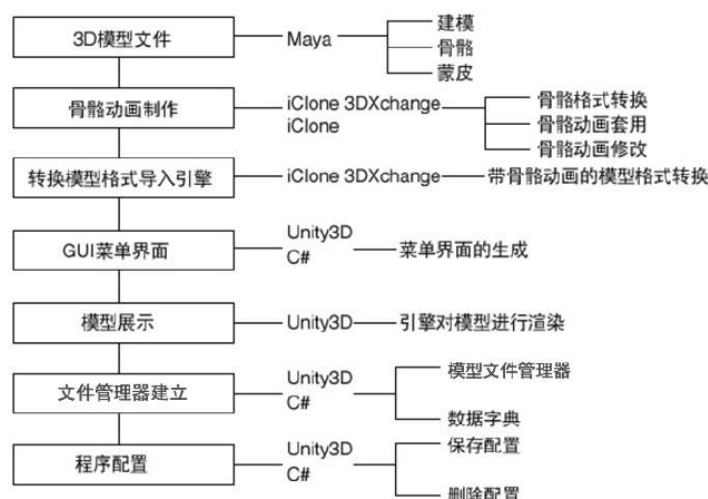 3D模型文件
Maya
建模
骨骼
蒙皮
骨骼动画制作
iClone 3DXchange
iClone
骨骼格式转换
骨骼动画套用
骨骼动画修改
转换模型格式导入引擎
iClone 3DXchange
带骨骼动画的模型格式转换
GUI菜单界面
Unity3D
C#
菜单界面的生成
模型展示
Unity3D
引擎对模型进行渲染
文件管理器建立
Unity3D
C#
模型文件管理器
数据字典
程序配置
Unity3D
C#
保存配置
删除配置